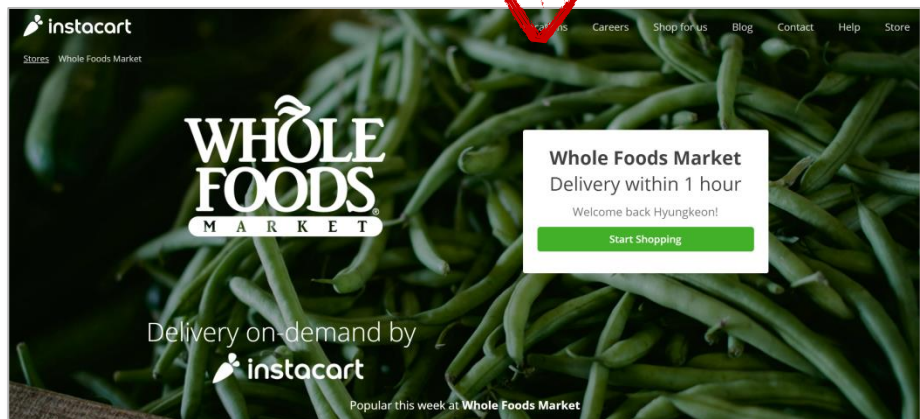 instacart
Careers Shop for us Blog Contact Help Store
Stores Whole Foods Market
WHOLE
FOODS
®
MARKET
Whole Foods Market
Delivery within 1 hour
Welcome back Hyungkeon!
Start Shopping
Delivery on-demand by
instacart
Popular this week at Whole Foods Market